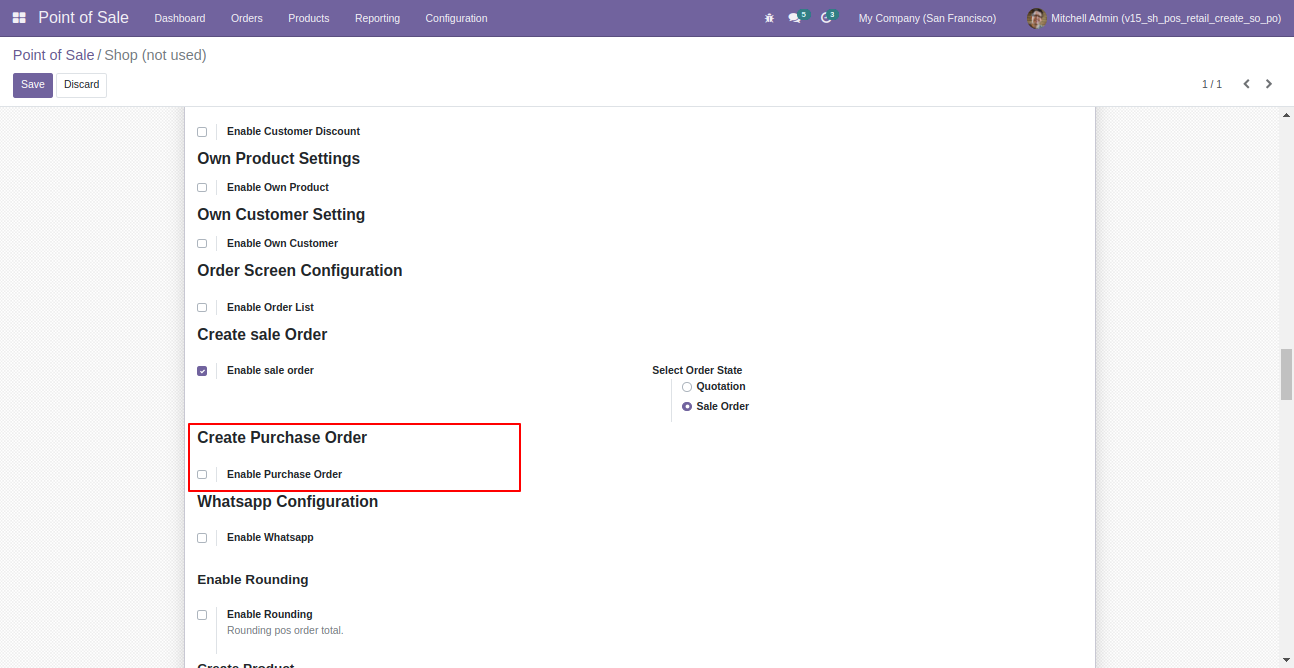 Point of Sale Dashboard Orders Products Reporting Configuration 5 3 My Company (San Francisco) Mitchell Admin (v15_sh_pos_retail_create_so_po)
Point of Sale / Shop (not used)
Save Discard 1 / 1
Enable Customer Discount
Own Product Settings
Enable Own Product
Own Customer Setting
Enable Own Customer
Order Screen Configuration
Enable Order List
Create sale Order
Enable sale order Select Order State
Quotation
Sale Order
Create Purchase Order
Enable Purchase Order
Whatsapp Configuration
Enable Whatsapp
Enable Rounding
Enable Rounding
Rounding pos order total.
Create Product